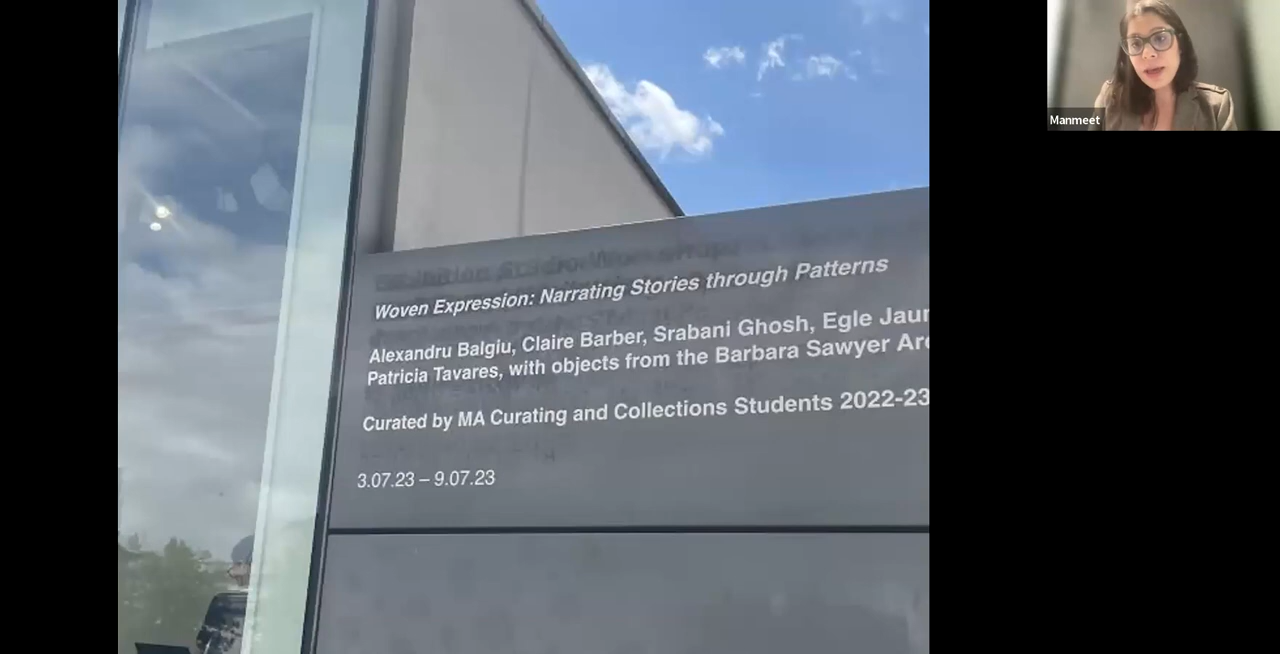 Woven Expression: Narrating Stories through Patterns
Alexandru Balgiu, Claire Barber, Srabani Ghosh, Egle
Patricia Tavares, with objects from the Barbara Sawyer
Curated by MA Curating and Collections Students 2022-23
3.07.23 – 9.07.23
Manmeet